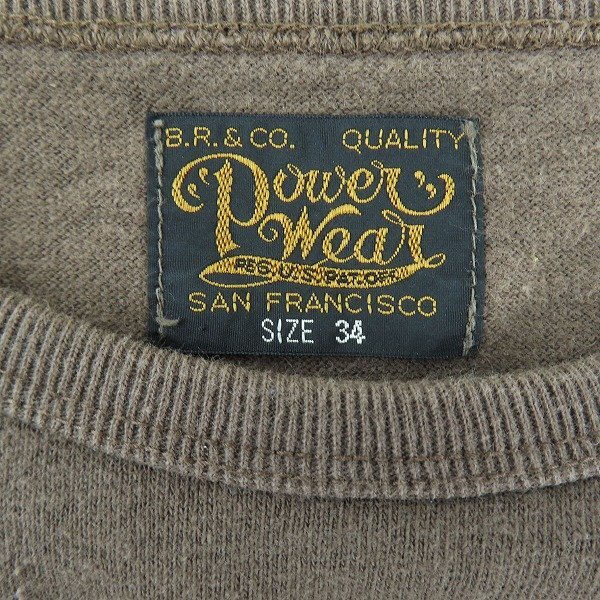 B.R. & CO. QUALITY
Power
Wear
REG. U.S. PAT. OFF.
SAN FRANCISCO
SIZE 34